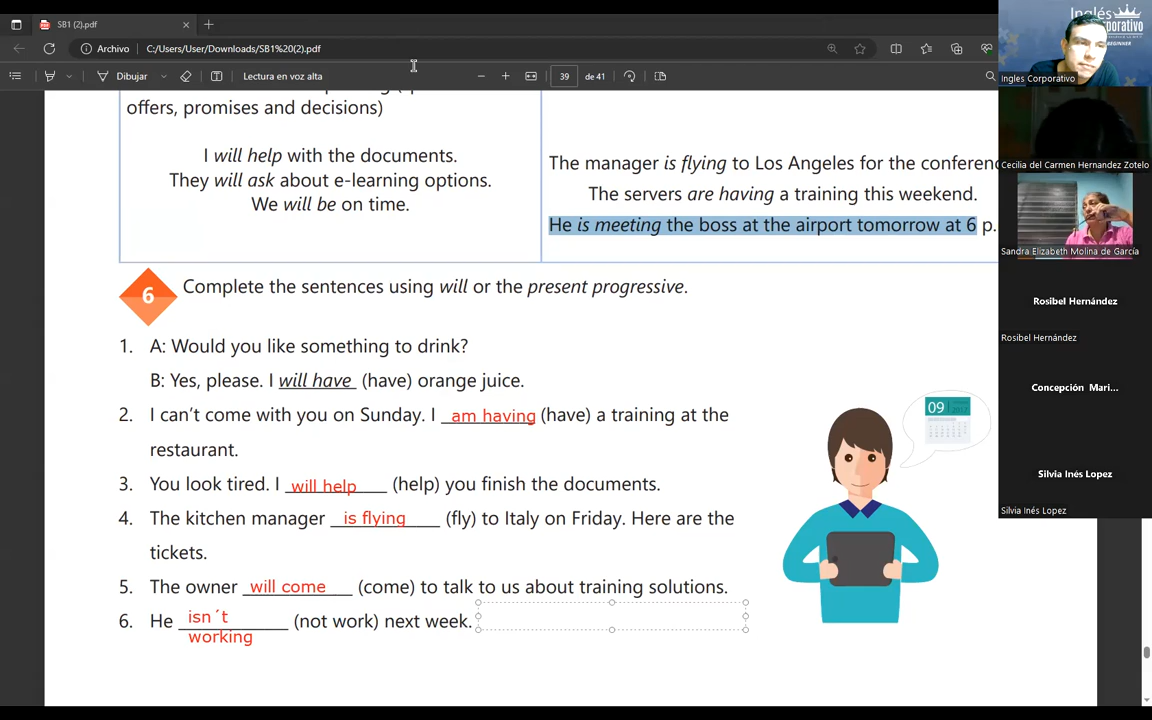 SB1 (2).pdf
Archivo
C:/Users/User/Downloads/SB1%20(2).pdf
Dibujar
Lectura en voz alta
39 de 41
offers, promises and decisions)
I will help with the documents.
They will ask about e-learning options.
We will be on time.
The manager is flying to Los Angeles for the conferenc
The servers are having a training this weekend.
He is meeting the boss at the airport tomorrow at 6 p.
6 Complete the sentences using will or the present progressive.
1. A: Would you like something to drink?
B: Yes, please. I will have (have) orange juice.
2. I can't come with you on Sunday. I am having (have) a training at the
restaurant.
3. You look tired. I will help (help) you finish the documents.
4. The kitchen manager is flying (fly) to Italy on Friday. Here are the
tickets.
5. The owner will come (come) to talk to us about training solutions.
6. He isn´t working (not work) next week.
09
Inglés
Corporativo
BEGINNER
Ingles Corporativo
Cecilia del Carmen Hernandez Zotelo
Sandra Elizabeth Molina de García
Rosibel Hernández
Rosibel Hernández
Concepción Mari...
Silvia Inés Lopez
Silvia Inés Lopez